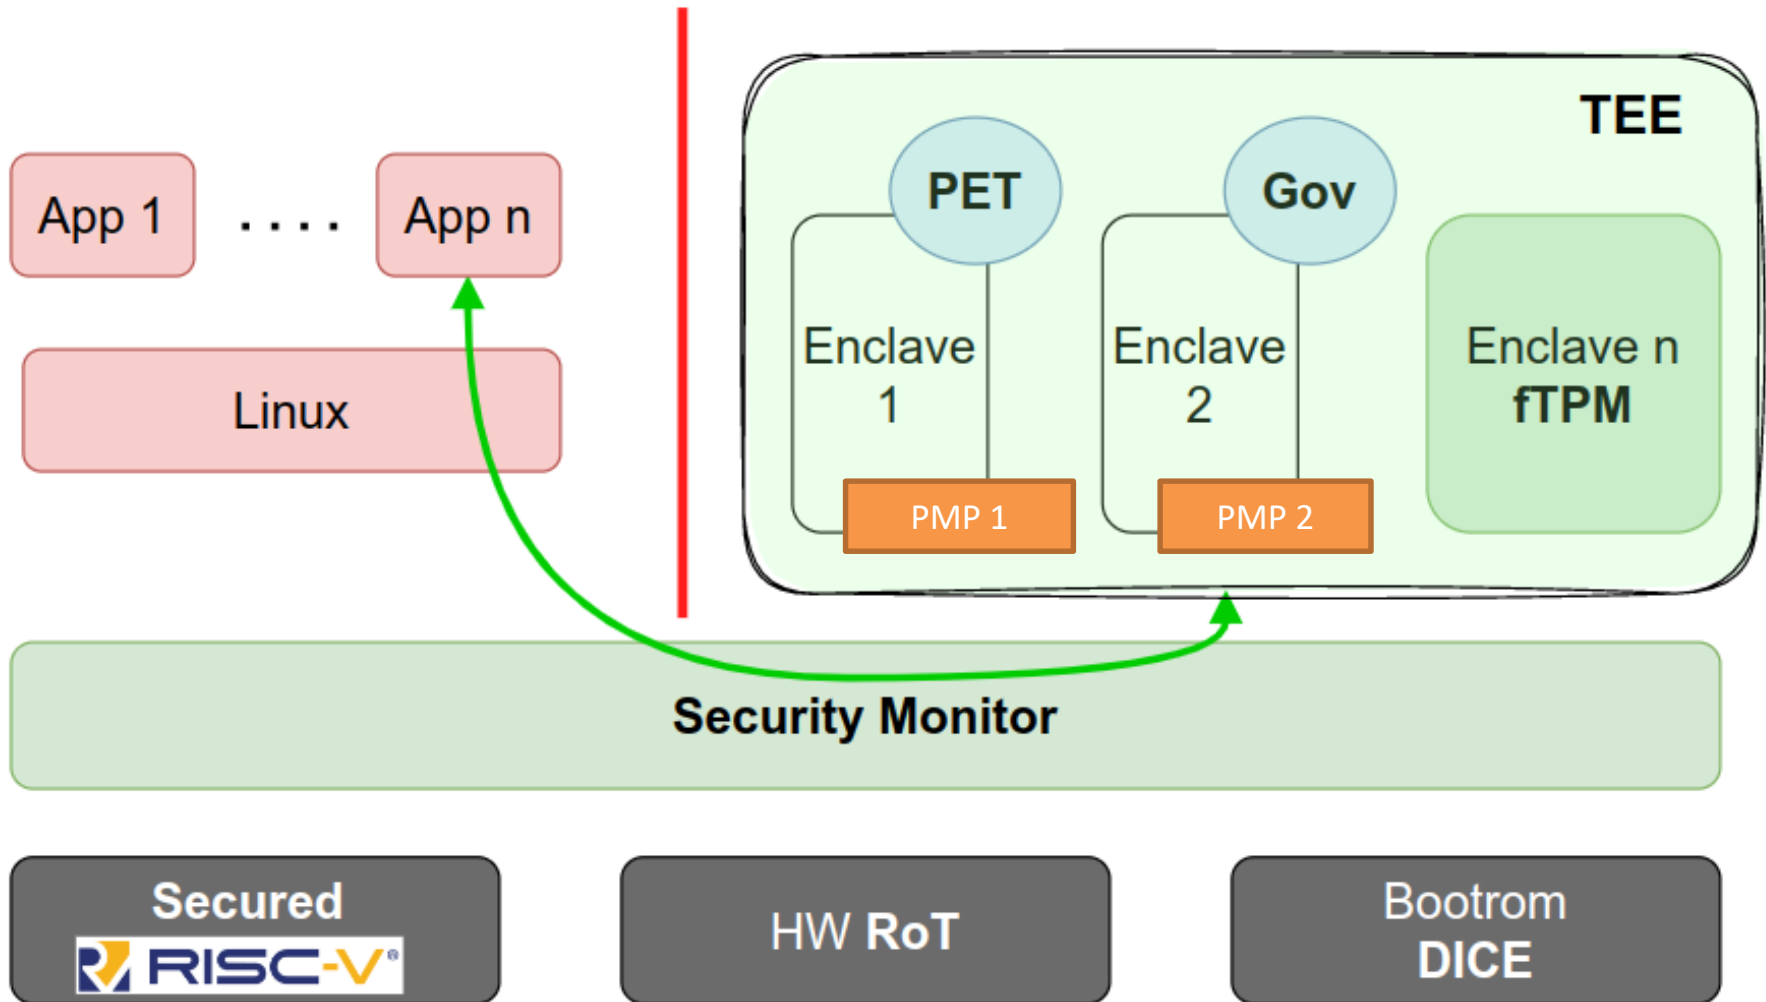 TEE
PET
Gov
App 1
. . . .
App n
Enclave
1
Enclave
2
Enclave n
fTPM
Linux
PMP 1
PMP 2
Security Monitor
Secured
RISC-V®
HW RoT
Bootrom
DICE